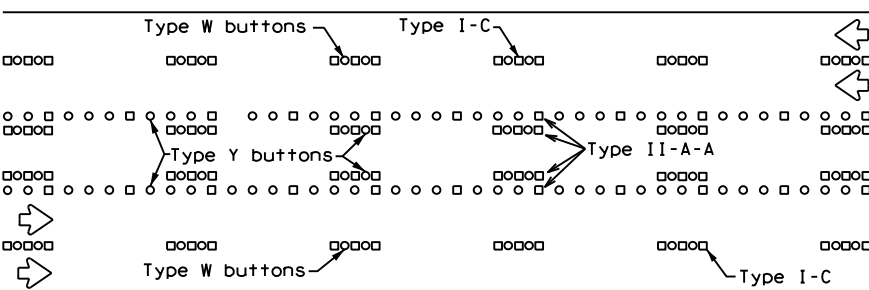 Type W buttons
Type I-C
Type Y buttons
Type II-A-A
Type W buttons
Type I-C